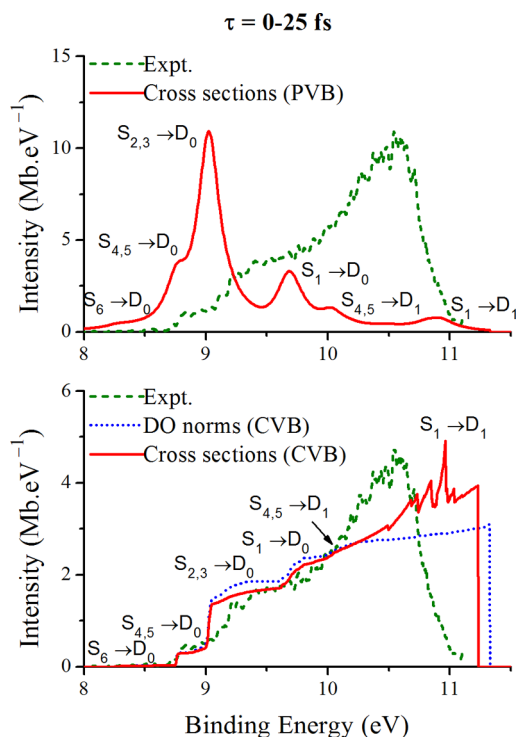 τ = 0-25 fs
15
Expt.
Cross sections (PVB)
S2,3→D0
10
S4,5→D0
5
S1→D0
S6→D0
S4,5→D1
S1→D1
0
8
9
10
11
Intensity (Mb.eV⁻¹)
6
Expt.
DO norms (CVB)
Cross sections (CVB)
S1→D1
4
S4,5→D1
S1→D0
S2,3→D0
2
S4,5→D0
S6→D0
0
8
9
10
11
Intensity (Mb.eV⁻¹)
Binding Energy (eV)